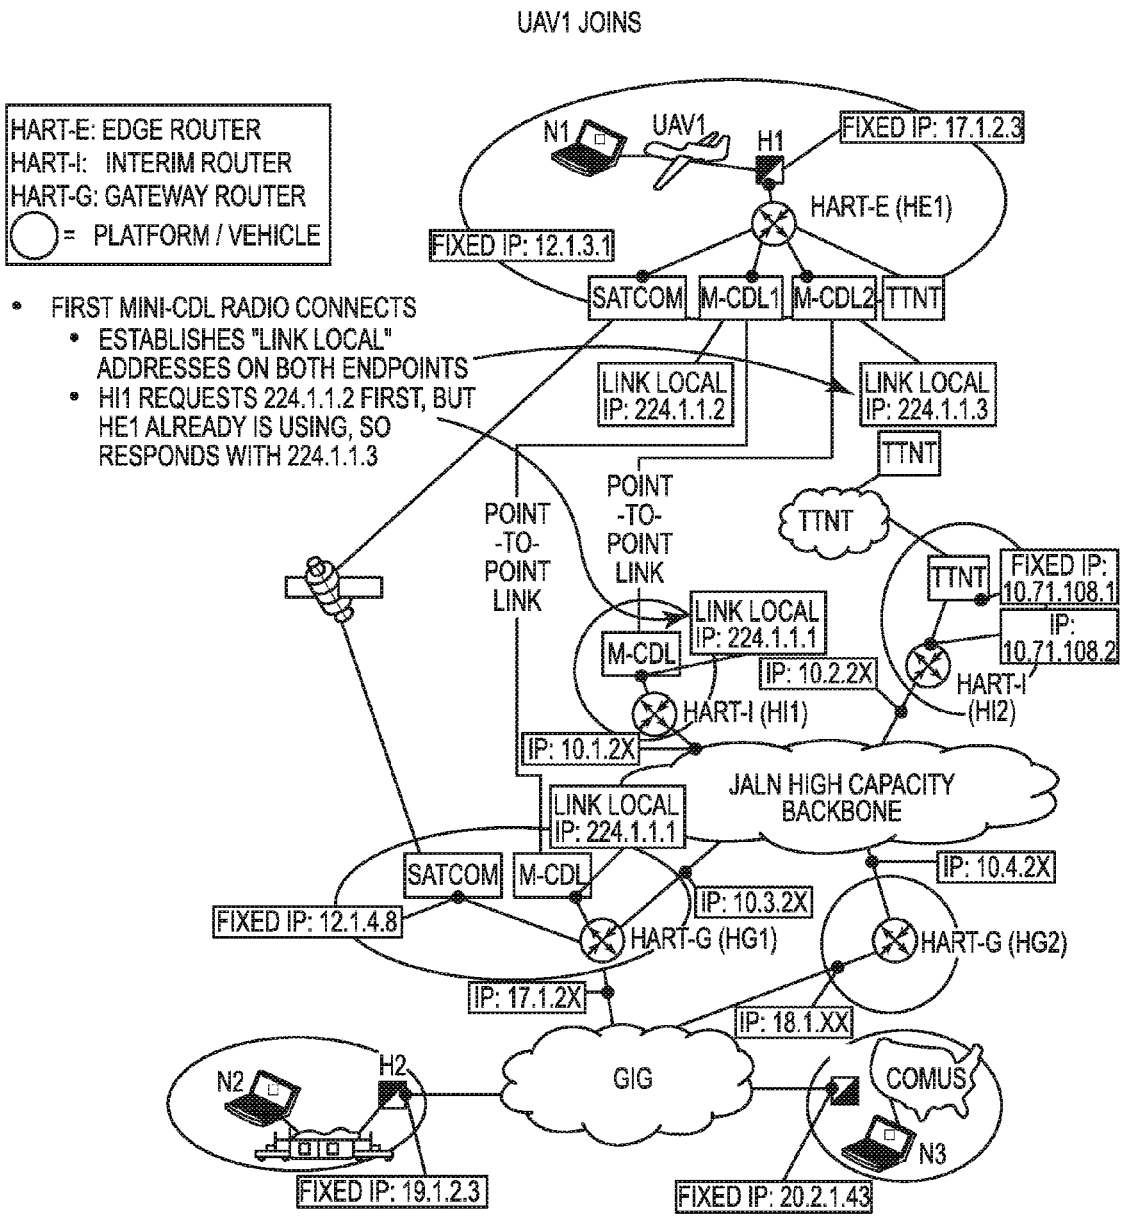 UAV1 JOINS
HART-E: EDGE ROUTER
HART-I: INTERIM ROUTER
HART-G: GATEWAY ROUTER
= PLATFORM / VEHICLE
N1
UAV1
H1
FIXED IP: 17.1.2.3
HART-E (HE1)
FIXED IP: 12.1.3.1
SATCOM
M-CDL1
M-CDL2
TTNT
• FIRST MINI-CDL RADIO CONNECTS
• ESTABLISHES "LINK LOCAL"
ADDRESSES ON BOTH ENDPOINTS
• HI1 REQUESTS 224.1.1.2 FIRST, BUT
HE1 ALREADY IS USING, SO
RESPONDS WITH 224.1.1.3
LINK LOCAL
IP: 224.1.1.2
LINK LOCAL
IP: 224.1.1.3
TTNT
POINT
-TO-
POINT
LINK
POINT
-TO-
POINT
LINK
TTNT
TTNT
FIXED IP:
10.71.108.1
IP:
10.71.108.2
LINK LOCAL
IP: 224.1.1.1
M-CDL
IP: 10.2.2X
HART-I
(HI2)
HART-I (HI1)
IP: 10.1.2X
JALN HIGH CAPACITY
BACKBONE
LINK LOCAL
IP: 224.1.1.1
SATCOM
M-CDL
IP: 10.4.2X
IP: 10.3.2X
FIXED IP: 12.1.4.8
HART-G (HG1)
HART-G (HG2)
IP: 17.1.2X
IP: 18.1.XX
GIG
N2
H2
COMUS
N3
FIXED IP: 19.1.2.3
FIXED IP: 20.2.1.43